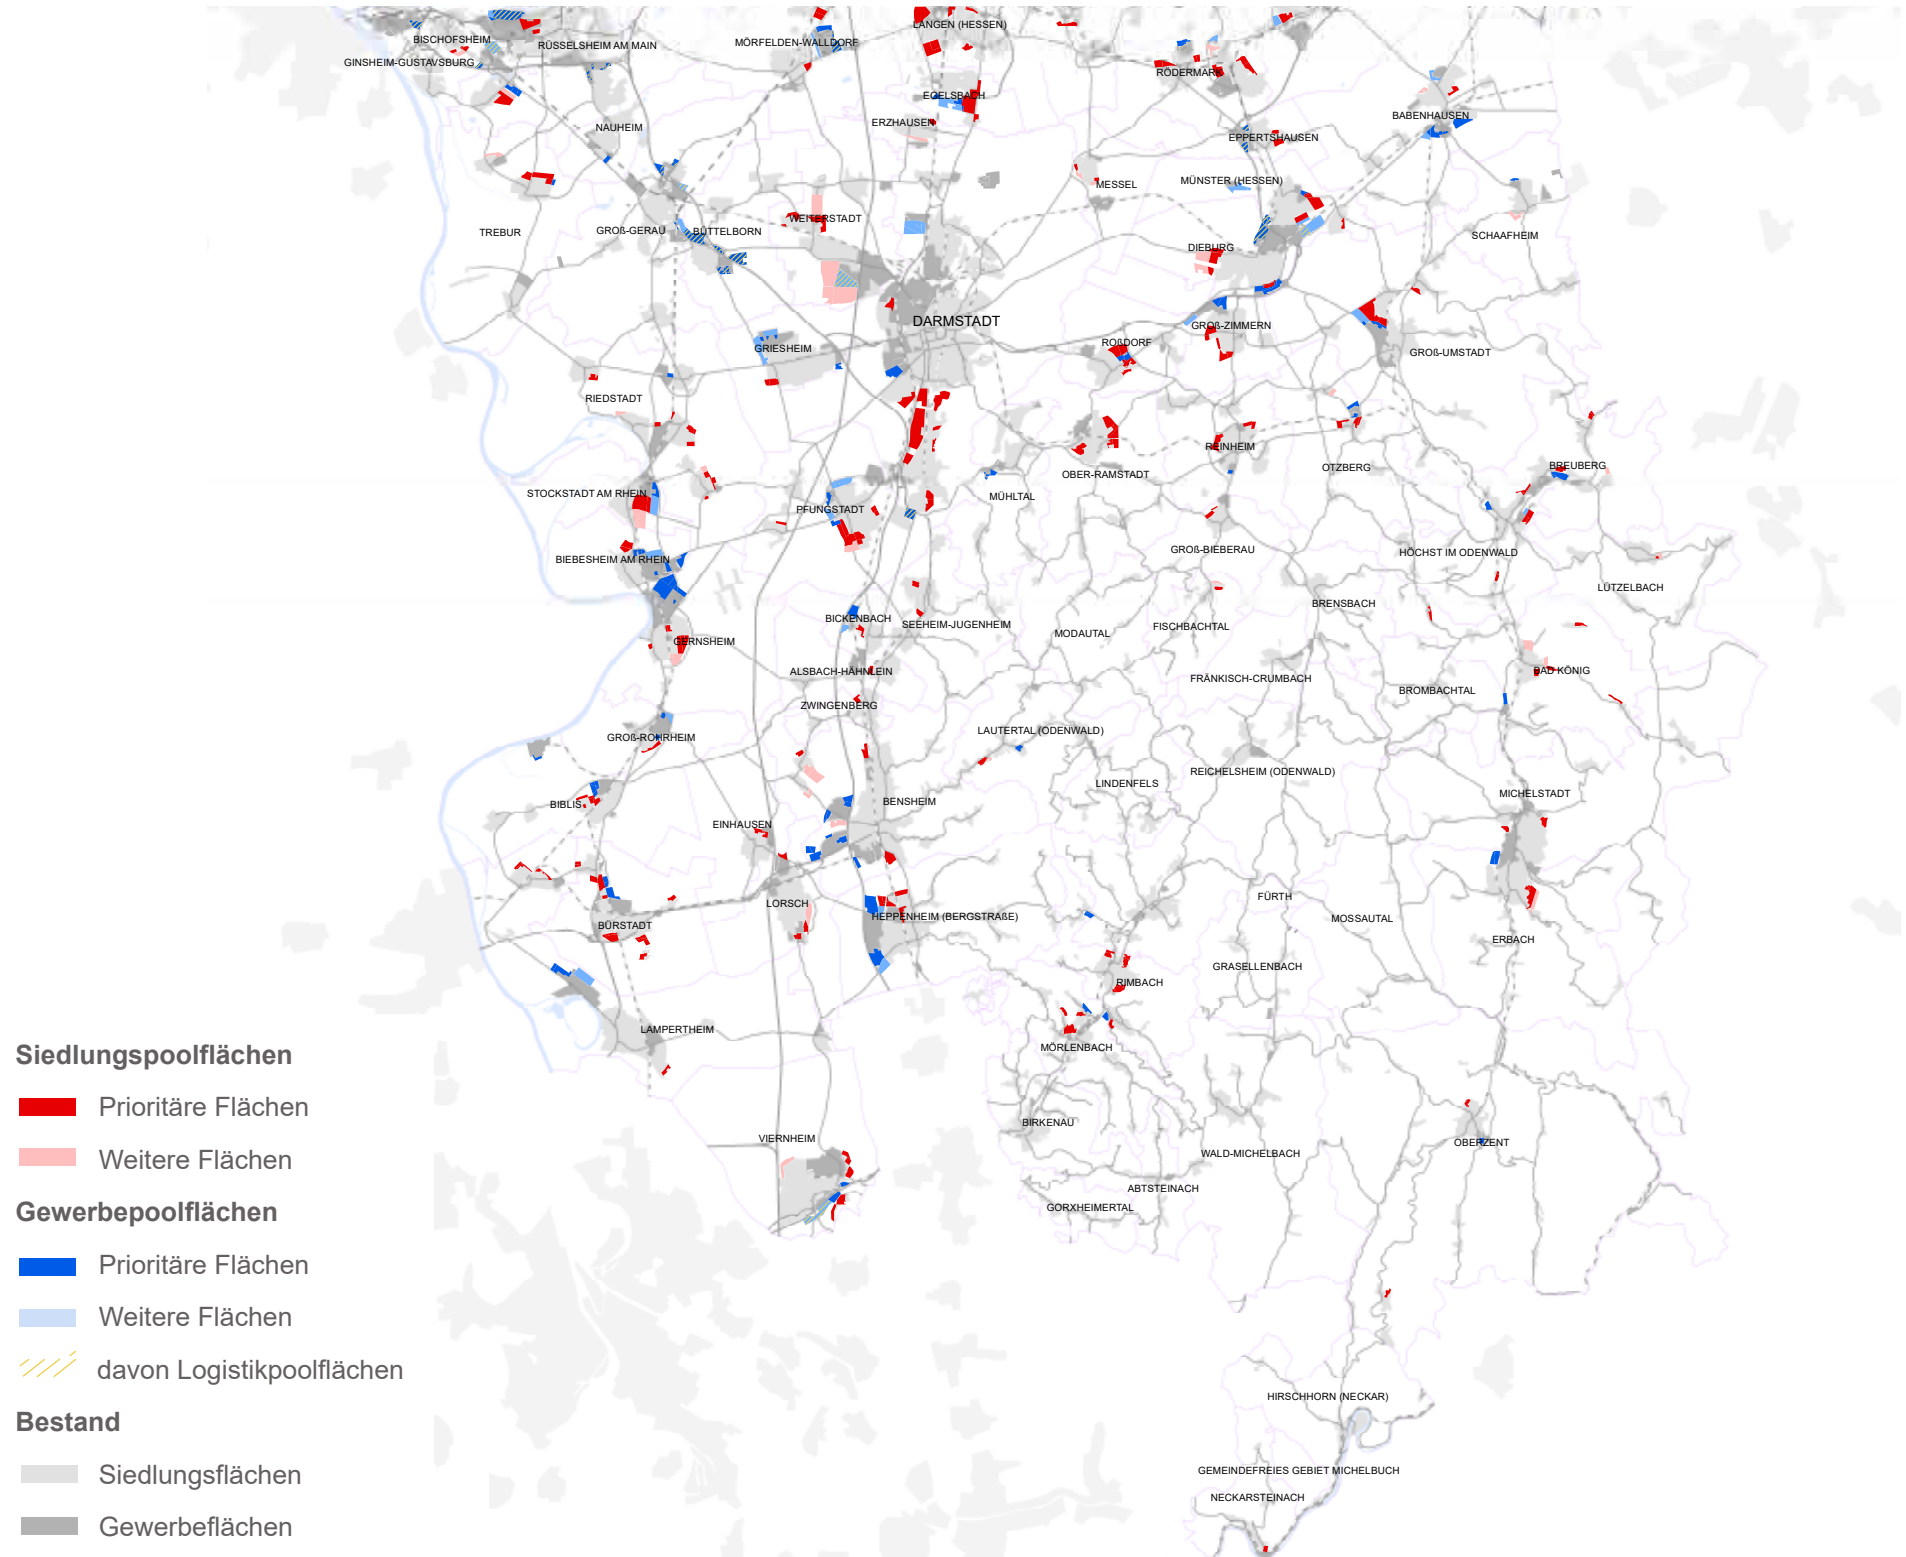 LANGEN (HESSEN)
BISCHOFSHEIM
RÜSSELSHEIM AM MAIN
MÖRFELDEN-WALLDORF
GINSHEIM-GUSTAVSBURG
RÖDERMARK
EGELSBACH
BABENHAUSEN
ERZHAUSEN
NAUHEIM
EPPERTSHAUSEN
MESSEL
MÜNSTER (HESSEN)
WEITERSTADT
TREBUR
GROß-GERAU
BÜTTELBORN
SCHAAFHEIM
DIEBURG
DARMSTADT
GROß-ZIMMERN
GRIESHEIM
ROßDORF
GROß-UMSTADT
RIEDSTADT
REINHEIM
OTZBERG
BREUBERG
OBER-RAMSTADT
STOCKSTADT AM RHEIN
MÜHLTAL
PFUNGSTADT
GROß-BIEBERAU
HÖCHST IM ODENWALD
BIEBESHEIM AM RHEIN
LÜTZELBACH
BRENSBACH
BICKENBACH
SEEHEIM-JUGENHEIM
MODAUTAL
FISCHBACHTAL
GERNSHEIM
ALSBACH-HÄHNLEIN
FRÄNKISCH-CRUMBACH
BAD KÖNIG
BROMBACHTAL
ZWINGENBERG
LAUTERTAL (ODENWALD)
GROß-ROHRHEIM
REICHELSHEIM (ODENWALD)
LINDENFELS
MICHELSTADT
BIBLIS
BENSHEIM
EINHAUSEN
FÜRTH
LORSCH
HEPPENHEIM (BERGSTRAßE)
MOSSAUTAL
BÜRSTADT
ERBACH
GRASELLENBACH
RIMBACH
LAMPERTHEIM
MÖRLENBACH
BIRKENAU
VIERNHEIM
OBERZENT
WALD-MICHELBACH
ABTSTEINACH
GORXHEIMERTAL
HIRSCHHORN (NECKAR)
GEMEINDEFREIES GEBIET MICHELBUCH
NECKARSTEINACH
Siedlungspoolflächen
Prioritäre Flächen
Weitere Flächen
Gewerbepoolflächen
Prioritäre Flächen
Weitere Flächen
davon Logistikpoolflächen
Bestand
Siedlungsflächen
Gewerbeflächen